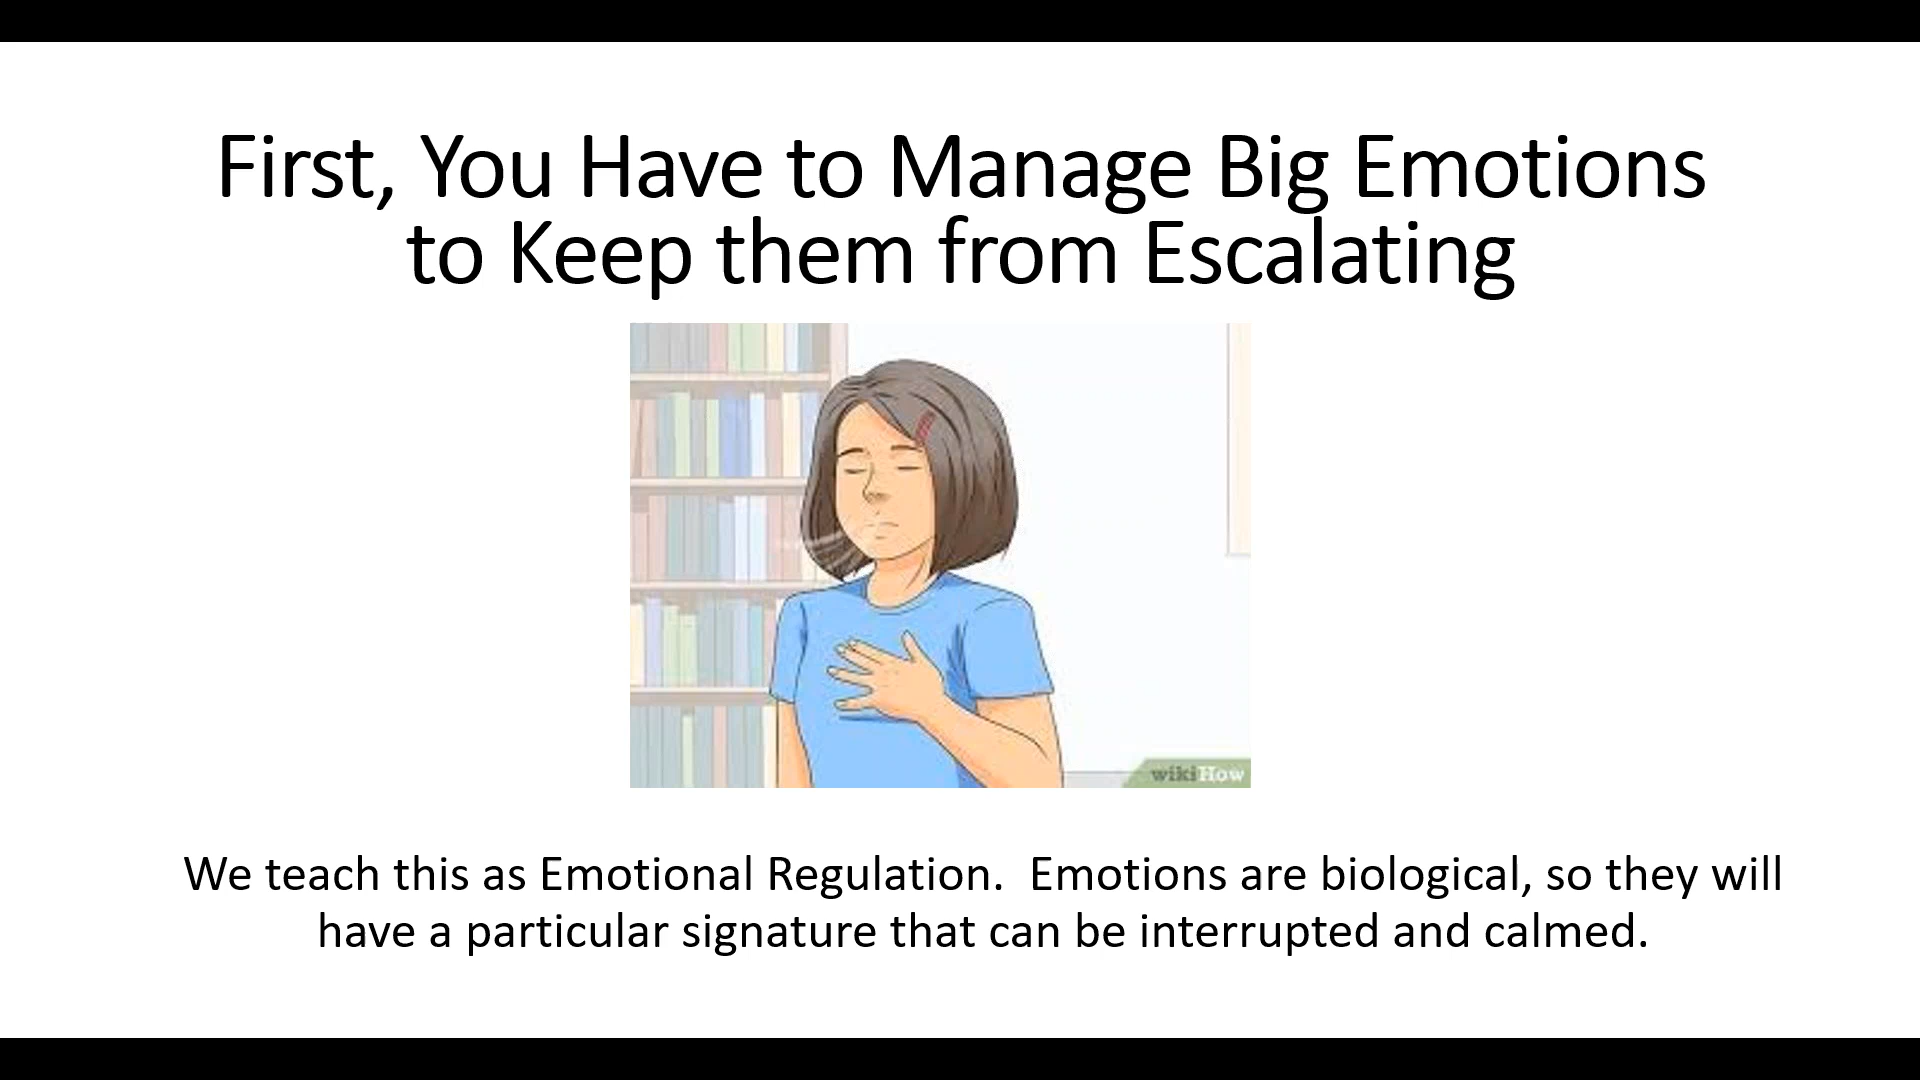 First, You Have to Manage Big Emotions
to Keep them from Escalating
wikiHow
We teach this as Emotional Regulation.  Emotions are biological, so they will
have a particular signature that can be interrupted and calmed.